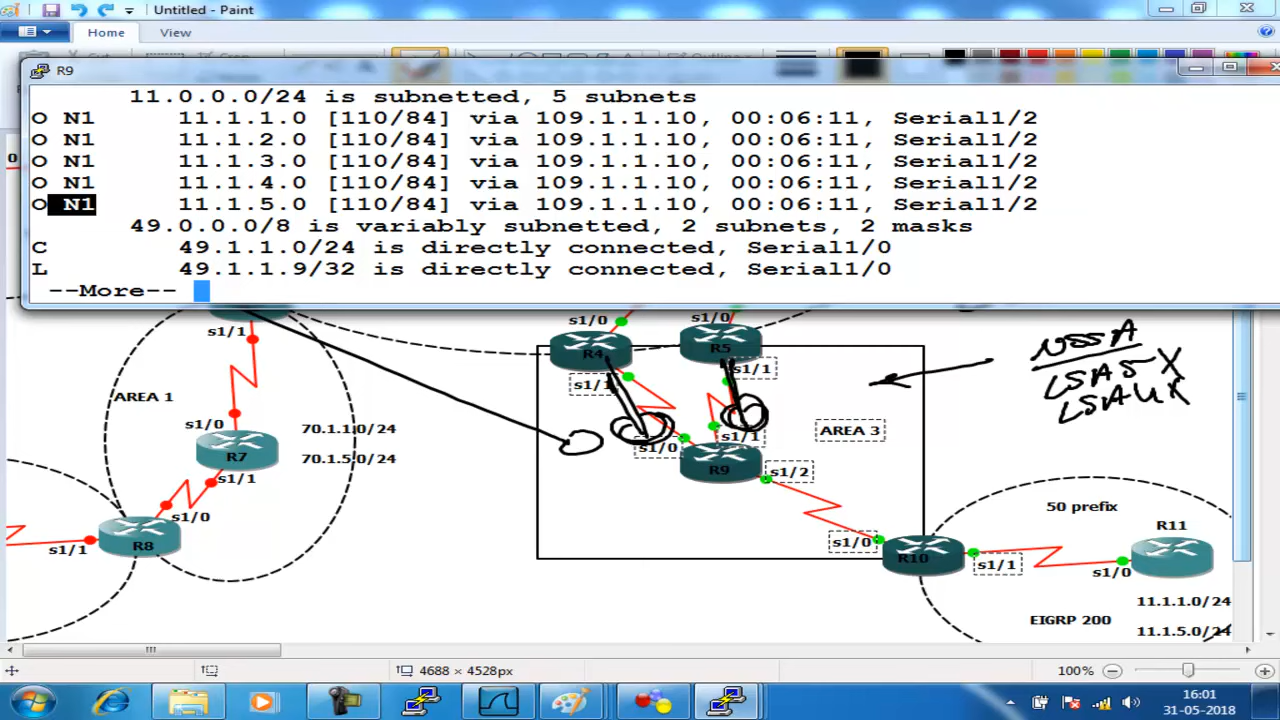 Untitled - Paint
Home View
R9
11.0.0.0/24 is subnetted, 5 subnets
O N1 11.1.1.0 [110/84] via 109.1.1.10, 00:06:11, Serial1/2
O N1 11.1.2.0 [110/84] via 109.1.1.10, 00:06:11, Serial1/2
O N1 11.1.3.0 [110/84] via 109.1.1.10, 00:06:11, Serial1/2
O N1 11.1.4.0 [110/84] via 109.1.1.10, 00:06:11, Serial1/2
O N1 11.1.5.0 [110/84] via 109.1.1.10, 00:06:11, Serial1/2
49.0.0.0/8 is variably subnetted, 2 subnets, 2 masks
C 49.1.1.0/24 is directly connected, Serial1/0
L 49.1.1.9/32 is directly connected, Serial1/0
--More--
s1/0 s1/0
s1/1 R4 R5 NSSA
s1/1 s1/1 LSA5 X
AREA 1 LSA4 X
s1/0 70.1.1.0/24 s1/0 s1/1 AREA 3
R7 70.1.5.0/24 R9 s1/2
s1/1
50 prefix
s1/0 R11
s1/1 R8 s1/0 R10 s1/1 s1/0
11.1.1.0/24
EIGRP 200
11.1.5.0/24
4688 × 4528px 100%
16:01
31-05-2018